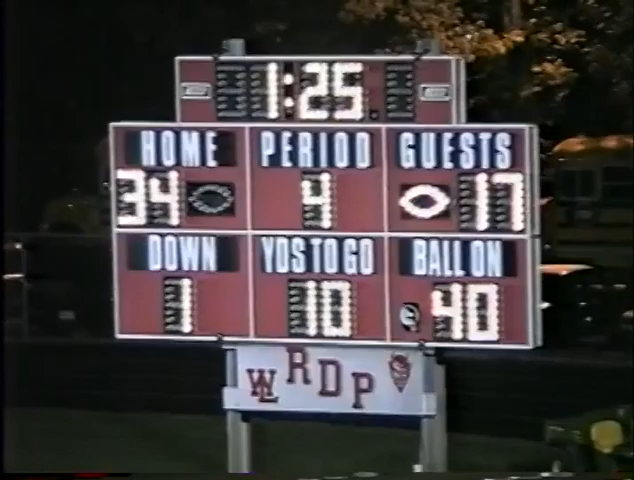 1:25
HOME PERIOD GUESTS
34 4 17
DOWN YDS TO GO BALL ON
1 10 40
WL RDP